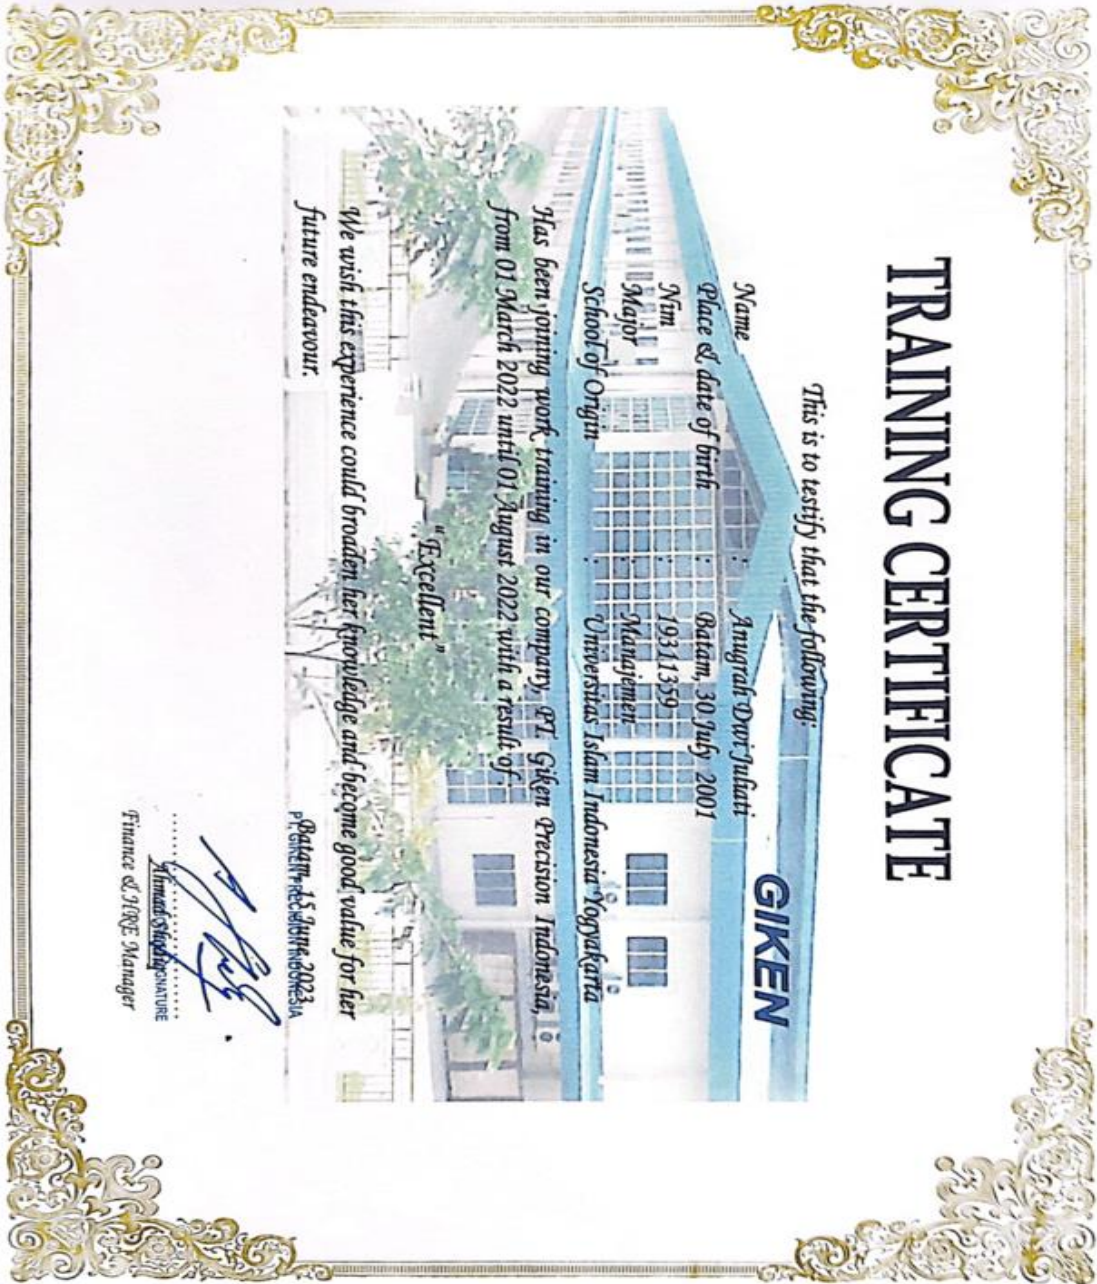 TRAINING CERTIFICATE
This is to testify that the following:
GIKEN
Name : Anugrah Dwi Juliati
Place & date of birth : Batam, 30 July 2001
Nim : 19311359
Major : Manajemen
School of Origin : Universitas Islam Indonesia Yogyakarta
Has been joining work training in our company, PT. Giken Precision Indonesia,
from 01 March 2022 until 01 August 2022 with a result of :
"Excellent"
We wish this experience could broaden her knowledge and become good value for her
future endeavour.
Batam, 15 June 2023
PT. GIKEN PRECISION INDONESIA
Ahmad
SIGNATURE
Finance & HRE Manager